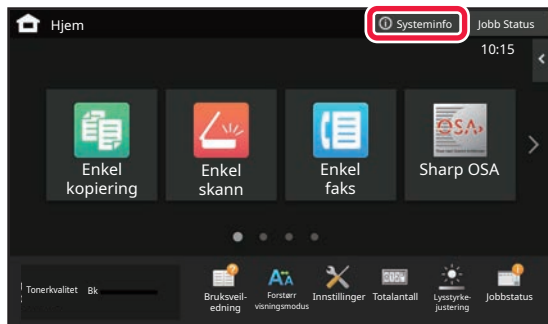 Hjem
Systeminfo
Jobb Status
10:15
Enkel
kopiering
Enkel
skann
Enkel
faks
OSA
Sharp OSA
Tonerkvalitet Bk
Bruksveil-
edning
Forstørr
visningsmodus
Innstillinger
Totalantall
Lysstyrke-
justering
Jobbstatus